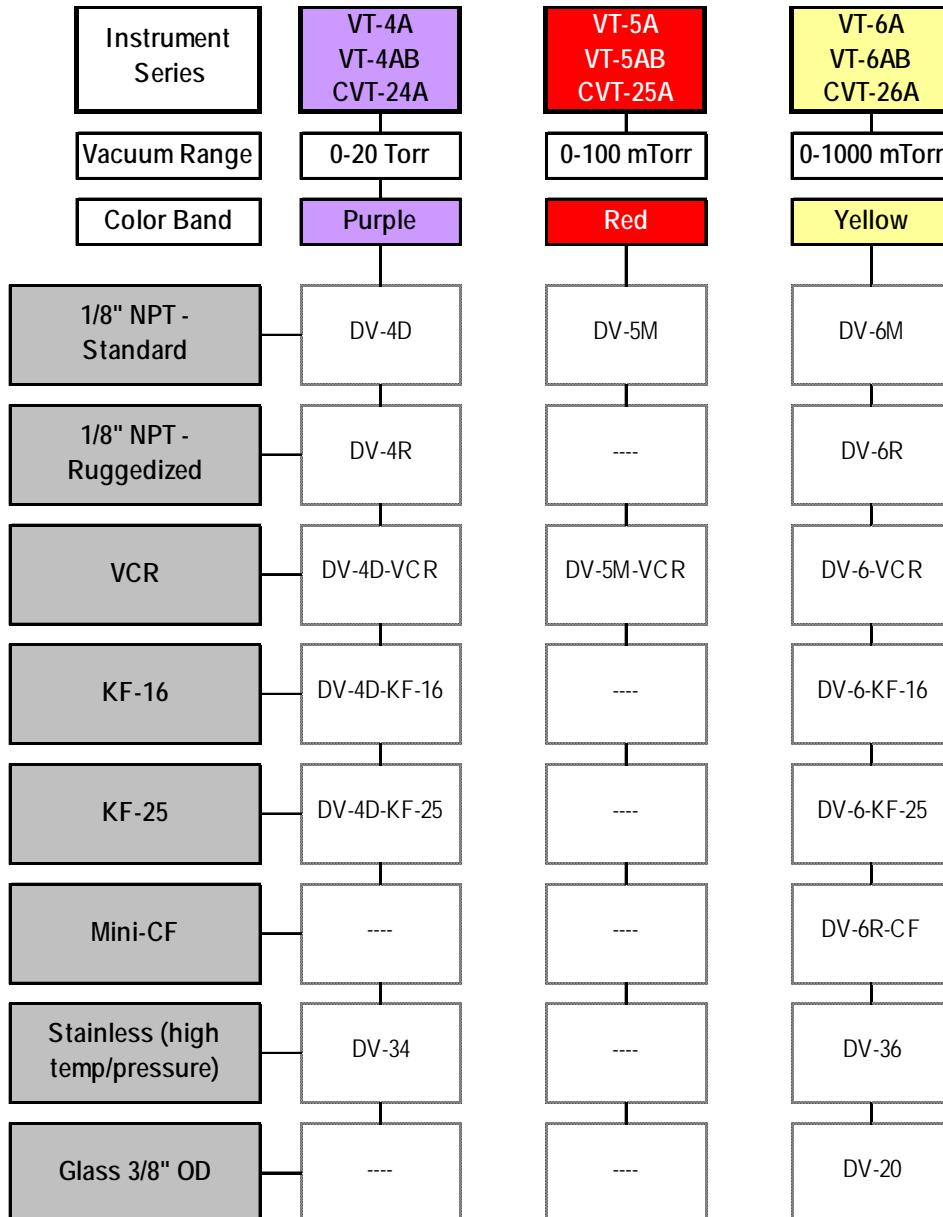 Instrument
Series
VT-4A
VT-4AB
CVT-24A
VT-5A
VT-5AB
CVT-25A
VT-6A
VT-6AB
CVT-26A
Vacuum Range
0-20 Torr
0-100 mTorr
0-1000 mTorr
Color Band
Purple
Red
Yellow
1/8" NPT -
Standard
DV-4D
DV-5M
DV-6M
1/8" NPT -
Ruggedized
DV-4R
----
DV-6R
VCR
DV-4D-VCR
DV-5M-VCR
DV-6-VCR
KF-16
DV-4D-KF-16
----
DV-6-KF-16
KF-25
DV-4D-KF-25
----
DV-6-KF-25
Mini-CF
----
----
DV-6R-CF
Stainless (high
temp/pressure)
DV-34
----
DV-36
Glass 3/8" OD
----
----
DV-20